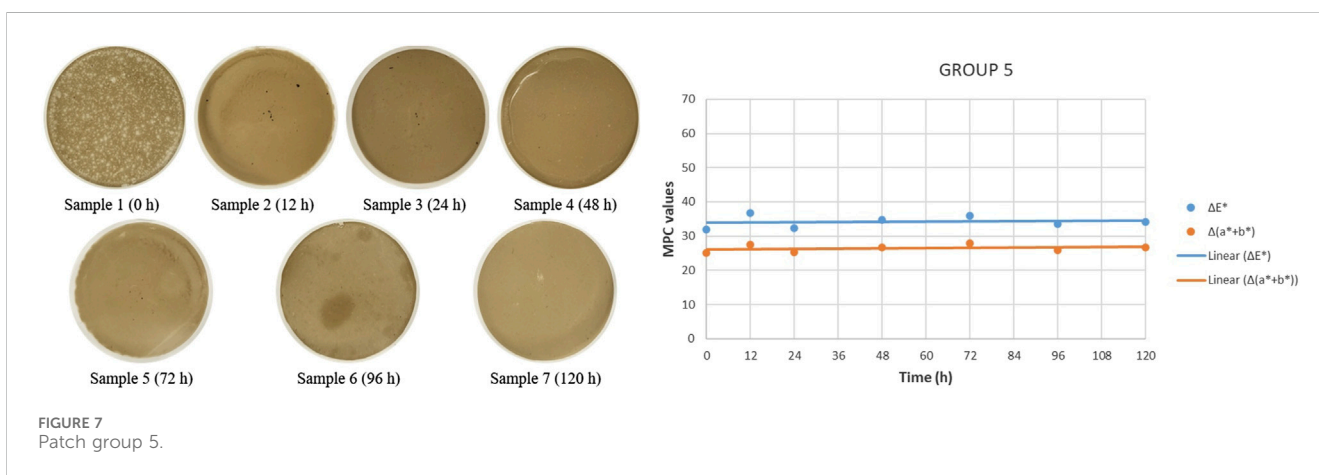 Sample 1 (0 h)
Sample 2 (12 h)
Sample 3 (24 h)
Sample 4 (48 h)
Sample 5 (72 h)
Sample 6 (96 h)
Sample 7 (120 h)
GROUP 5
MPC values
70
60
50
40
30
20
10
0
0 12 24 36 48 60 72 84 96 108 120
Time (h)
ΔE*
Δ(a*+b*)
Linear (ΔE*)
Linear (Δ(a*+b*))
FIGURE 7
Patch group 5.